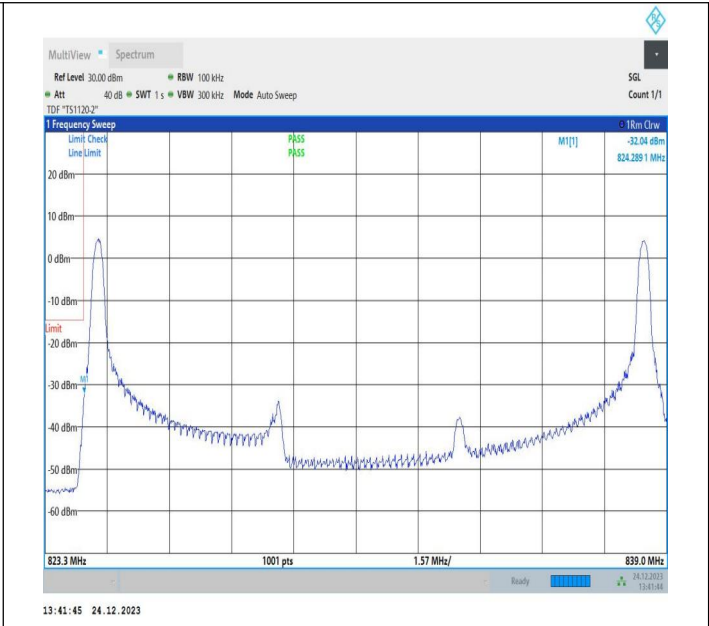 R S
MultiView Spectrum
Ref Level 30.00 dBm RBW 100 kHz SGL
Att 40 dB SWT 1 s VBW 300 kHz Mode Auto Sweep Count 1/1
TDF "TS1120-2"
1 Frequency Sweep 1Rm Clrw
Limit Check PASS M1[1] -32.04 dBm
Line Limit PASS 824.289 1 MHz
20 dBm
10 dBm
0 dBm
-10 dBm
Limit
-20 dBm
M1
-30 dBm
-40 dBm
-50 dBm
-60 dBm
823.3 MHz 1001 pts 1.57 MHz/ 839.0 MHz
Ready 24.12.2023
13:41:44
13:41:45 24.12.2023